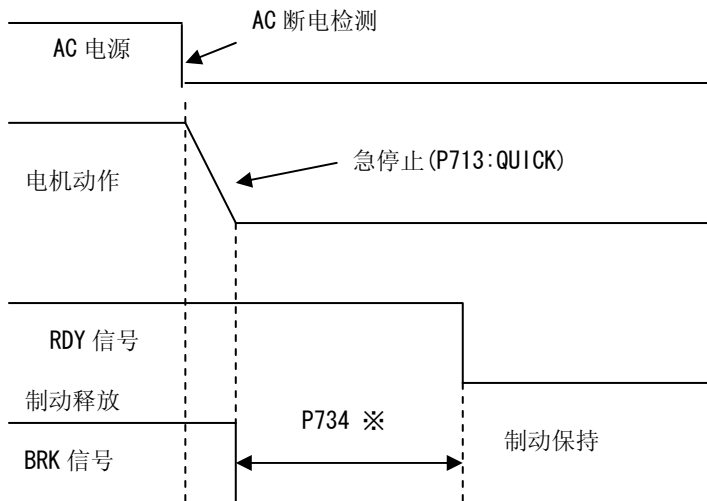 AC 断电检测
AC 电源
急停止(P713:QUICK)
电机动作
RDY 信号
制动释放
P734 ※
制动保持
BRK 信号